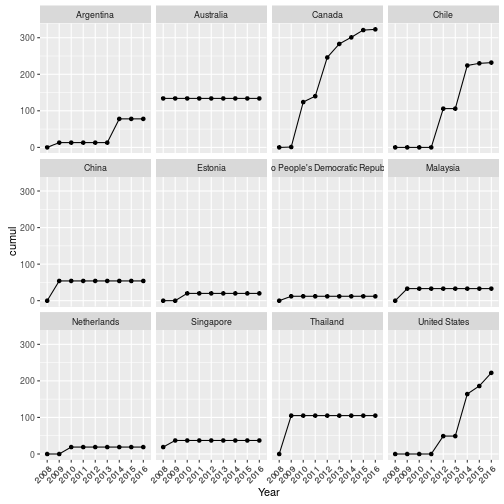 Argentina Australia Canada Chile
300
200
100
0
China Estonia o People's Democratic Repub Malaysia
300
200
100
0
cumul
Netherlands Singapore Thailand United States
300
200
100
0
2008 2009 2010 2011 2012 2013 2014 2015 2016 2008 2009 2010 2011 2012 2013 2014 2015 2016 2008 2009 2010 2011 2012 2013 2014 2015 2016 2008 2009 2010 2011 2012 2013 2014 2015 2016
Year